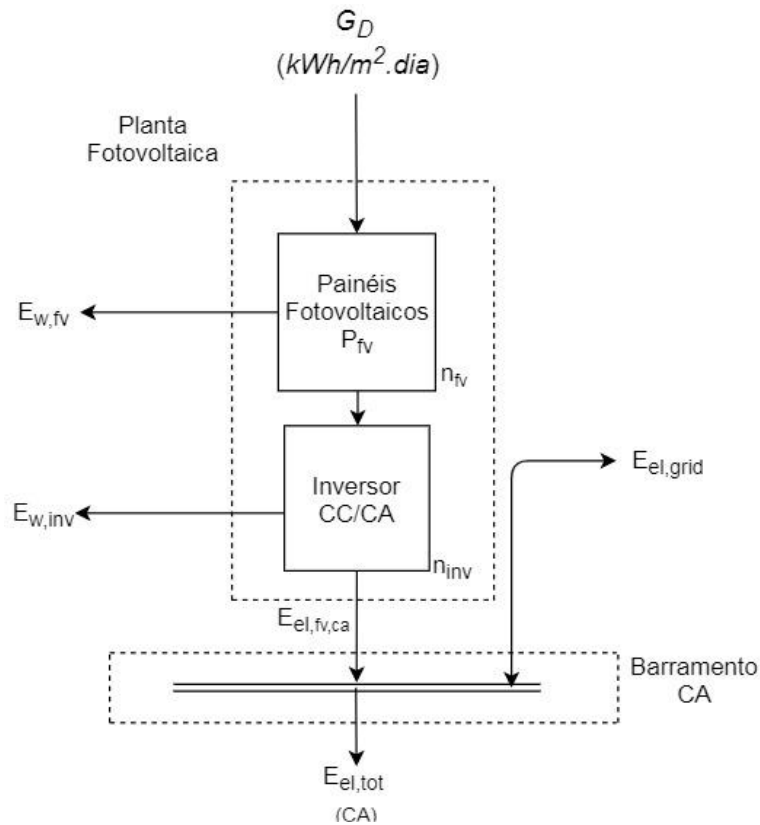 G_D
(kWh/m².dia)
Planta
Fotovoltaica
Painéis
Fotovoltaicos
P_fv
n_fv
E_w,fv
Inversor
CC/CA
n_inv
E_w,inv
E_el,grid
E_el,fv,ca
Barramento
CA
E_el,tot
(CA)